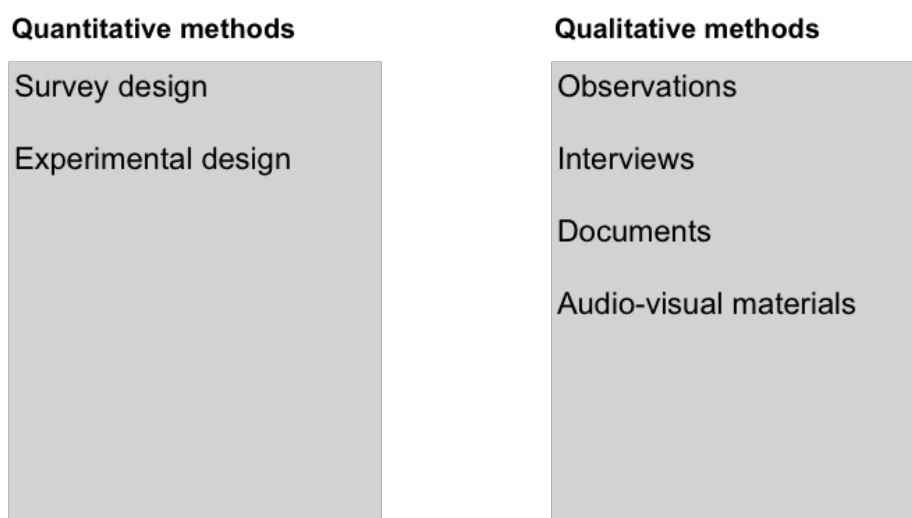 Quantitative methods
Survey design
Experimental design
Qualitative methods
Observations
Interviews
Documents
Audio-visual materials